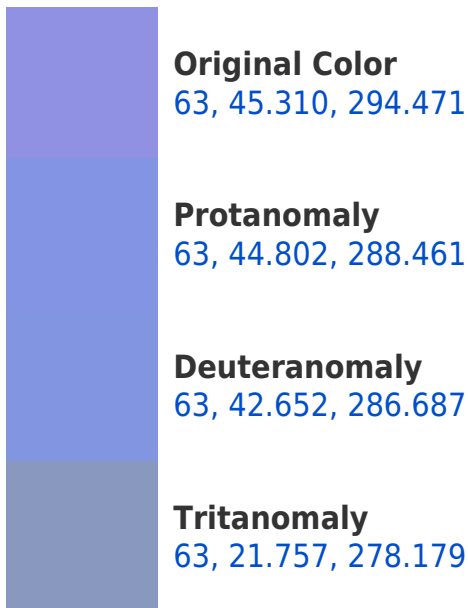 Original Color
63, 45.310, 294.471
Protanomaly
63, 44.802, 288.461
Deuteranomaly
63, 42.652, 286.687
Tritanomaly
63, 21.757, 278.179